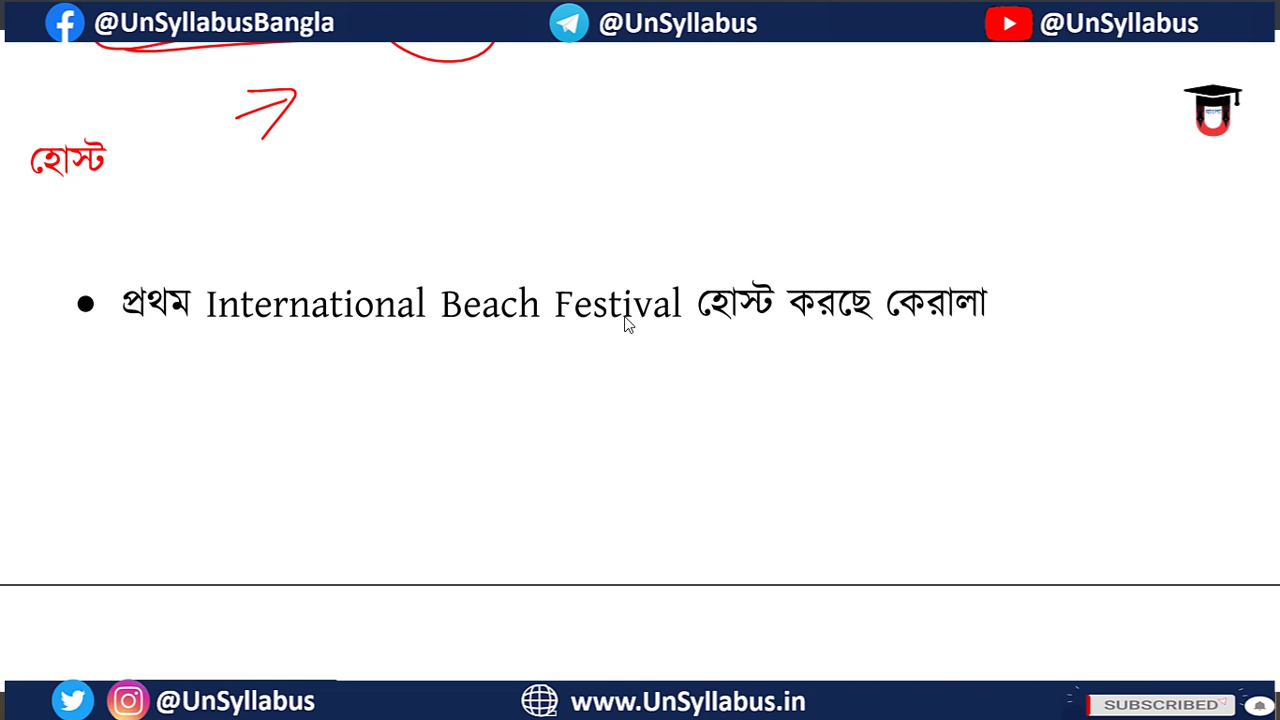 @UnSyllabusBangla @UnSyllabus @UnSyllabus
হোস্ট
● প্রথম International Beach Festival হোস্ট করছে কেরালা
@UnSyllabus www.UnSyllabus.in SUBSCRIBED